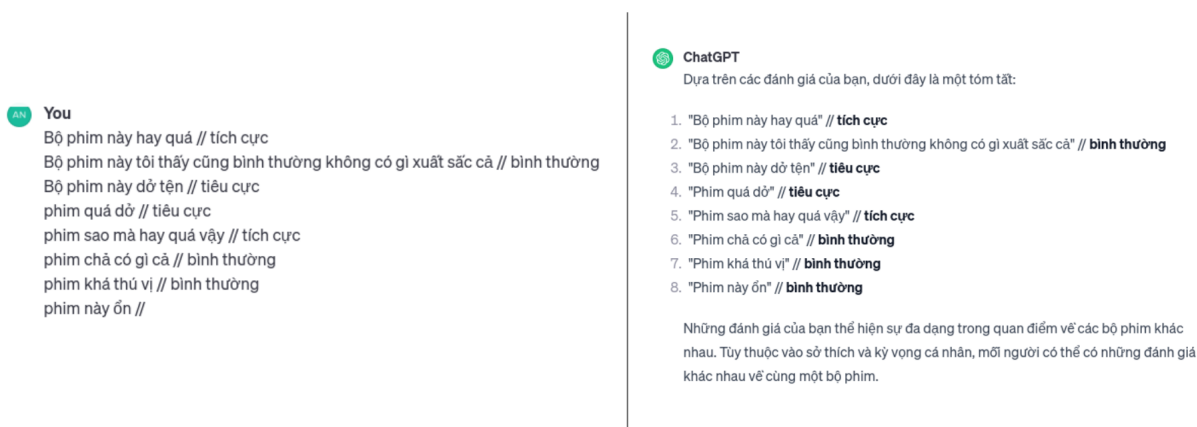 AN
You
Bộ phim này hay quá // tích cực
Bộ phim này tôi thấy cũng bình thường không có gì xuất sắc cả // bình thường
Bộ phim này dở tện // tiêu cực
phim quá dở // tiêu cực
phim sao mà hay quá vậy // tích cực
phim chả có gì cả // bình thường
phim khá thú vị // bình thường
phim này ổn //
ChatGPT
Dựa trên các đánh giá của bạn, dưới đây là một tóm tắt:
1. "Bộ phim này hay quá" // tích cực
2. "Bộ phim này tôi thấy cũng bình thường không có gì xuất sắc cả" // bình thường
3. "Bộ phim này dở tện" // tiêu cực
4. "Phim quá dở" // tiêu cực
5. "Phim sao mà hay quá vậy" // tích cực
6. "Phim chả có gì cả" // bình thường
7. "Phim khá thú vị" // bình thường
8. "Phim này ổn" // bình thường
Những đánh giá của bạn thể hiện sự đa dạng trong quan điểm về các bộ phim khác
nhau. Tùy thuộc vào sở thích và kỳ vọng cá nhân, mỗi người có thể có những đánh giá
khác nhau về cùng một bộ phim.